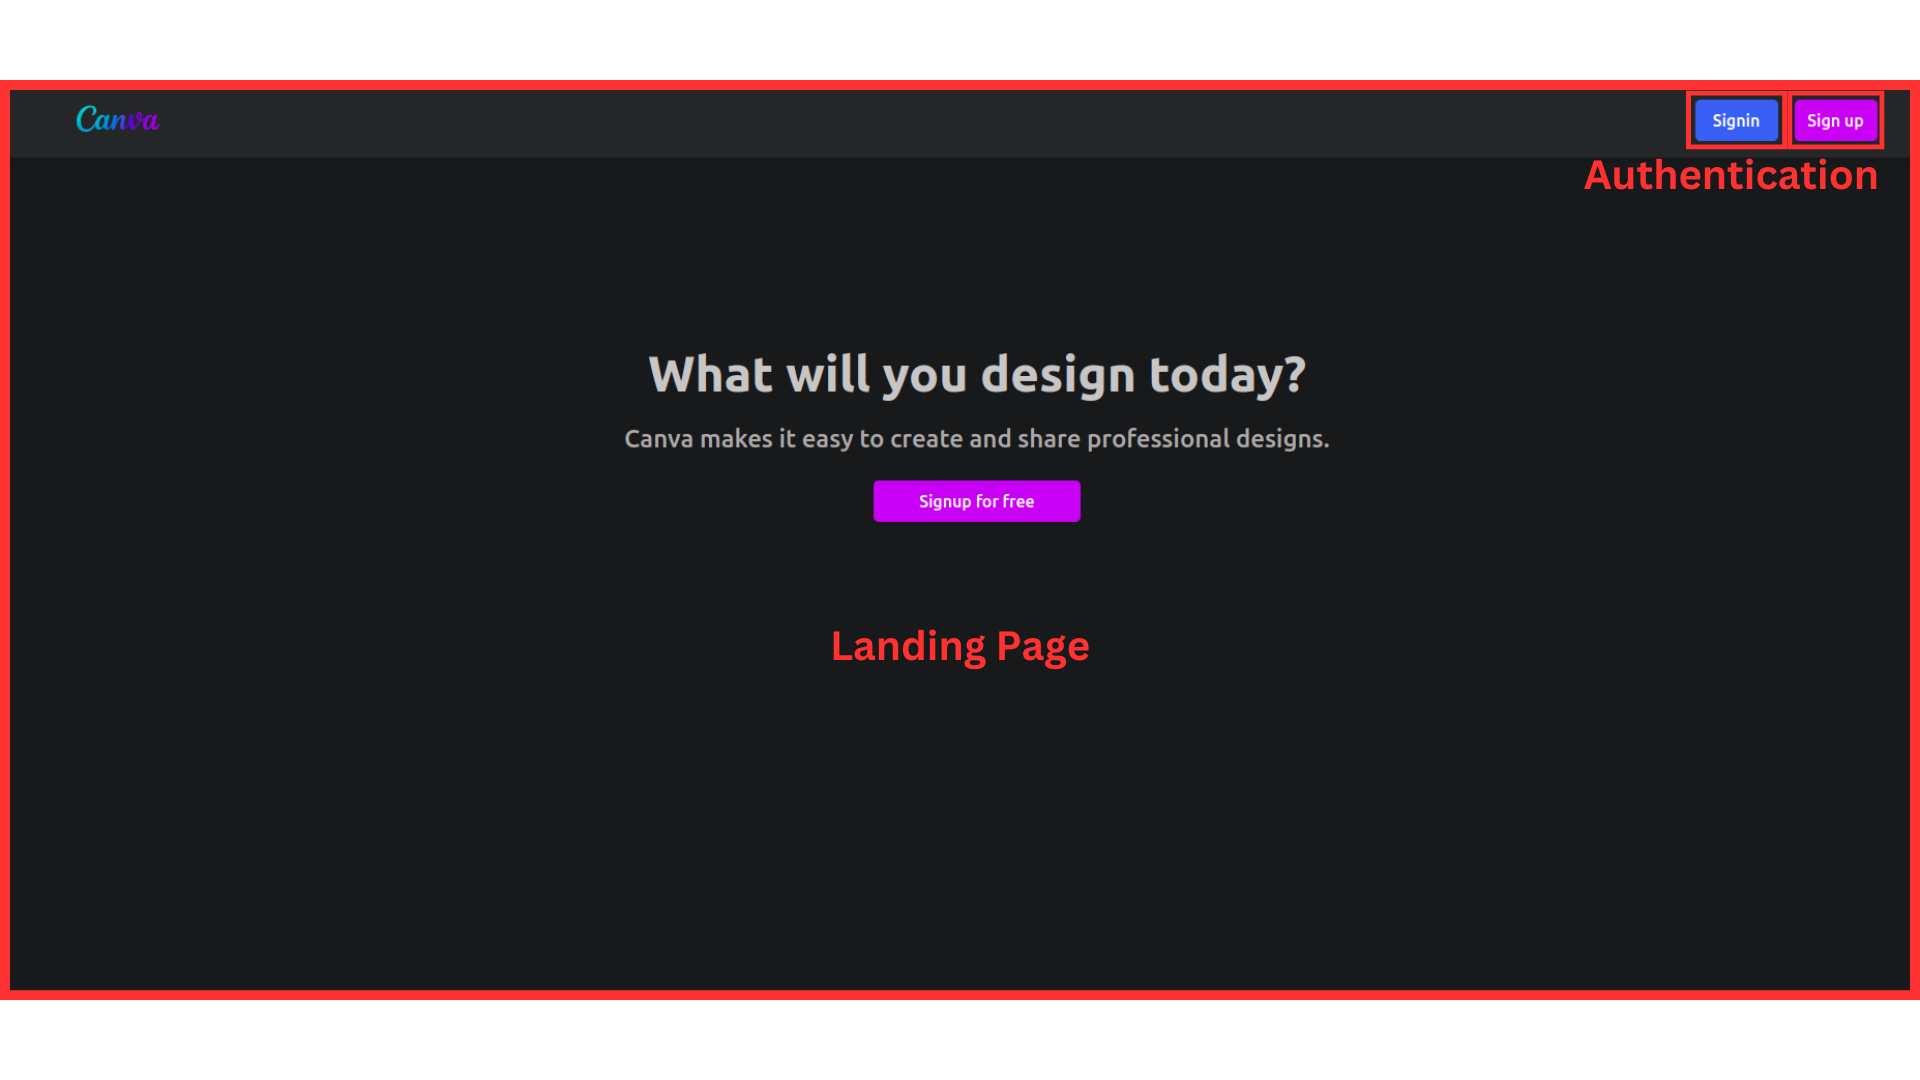 Canva
Signin
Sign up
Authentication
What will you design today?
Canva makes it easy to create and share professional designs.
Signup for free
Landing Page